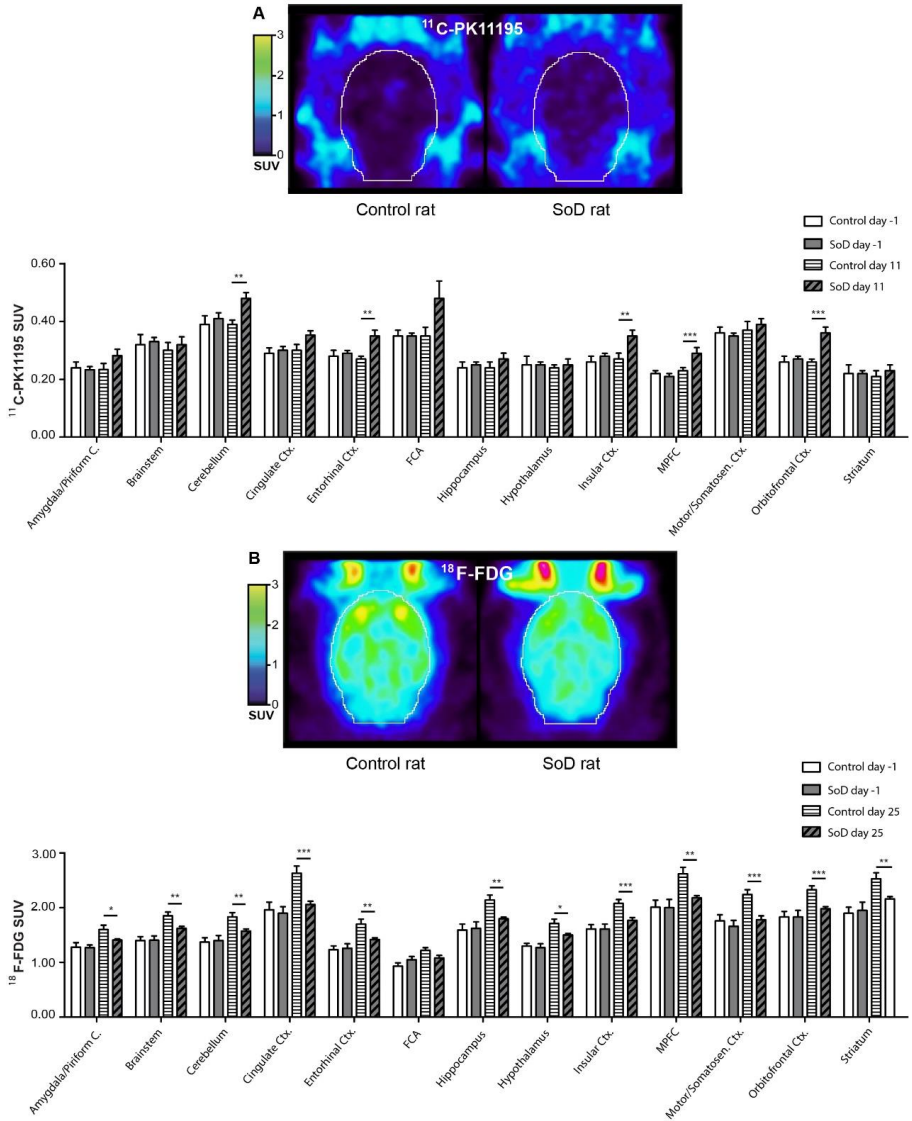 A
¹¹C-PK11195
3
2
1
0
SUV
Control rat
SoD rat
Control day -1
SoD day -1
Control day 11
SoD day 11
¹¹C-PK11195 SUV
0.60
0.40
0.20
0.00
**
**
**
***
***
Amygdala/Piriform C.
Brainstem
Cerebellum
Cingulate Ctx.
Entorhinal Ctx.
FCA
Hippocampus
Hypothalamus
Insular Ctx.
MPFC
Motor/Somatosen. Ctx.
Orbitofrontal Ctx.
Striatum
B
¹⁸F-FDG
3
2
1
0
SUV
Control rat
SoD rat
Control day -1
SoD day -1
Control day 25
SoD day 25
¹⁸F-FDG SUV
3.00
2.00
1.00
0.00
*
**
**
***
**
**
*
***
**
***
***
**
Amygdala/Piriform C.
Brainstem
Cerebellum
Cingulate Ctx.
Entorhinal Ctx.
FCA
Hippocampus
Hypothalamus
Insular Ctx.
MPFC
Motor/Somatosen. Ctx.
Orbitofrontal Ctx.
Striatum